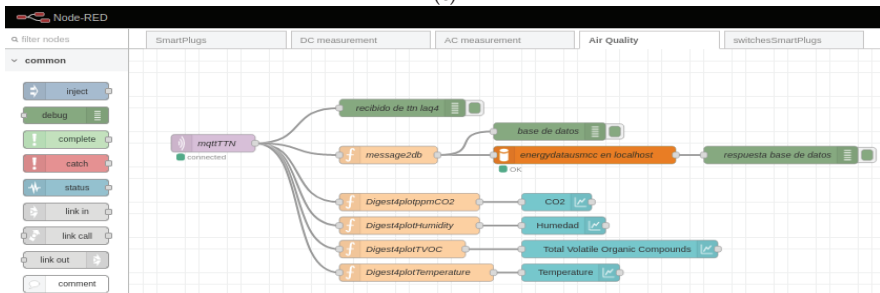 Node-RED
filter nodes
SmartPlugs
DC measurement
AC measurement
Air Quality
switchesSmartPlugs
common
inject
debug
complete
catch
status
link in
link call
link out
comment
mqttTTN
connected
recibido de ttn laq4
message2db
base de datos
energydatausmcc en localhost
OK
respuesta base de datos
Digest4plotppmCO2
CO2
Digest4plotHumidity
Humedad
Digest4plotTVOC
Total Volatile Organic Compounds
Digest4plotTemperature
Temperature